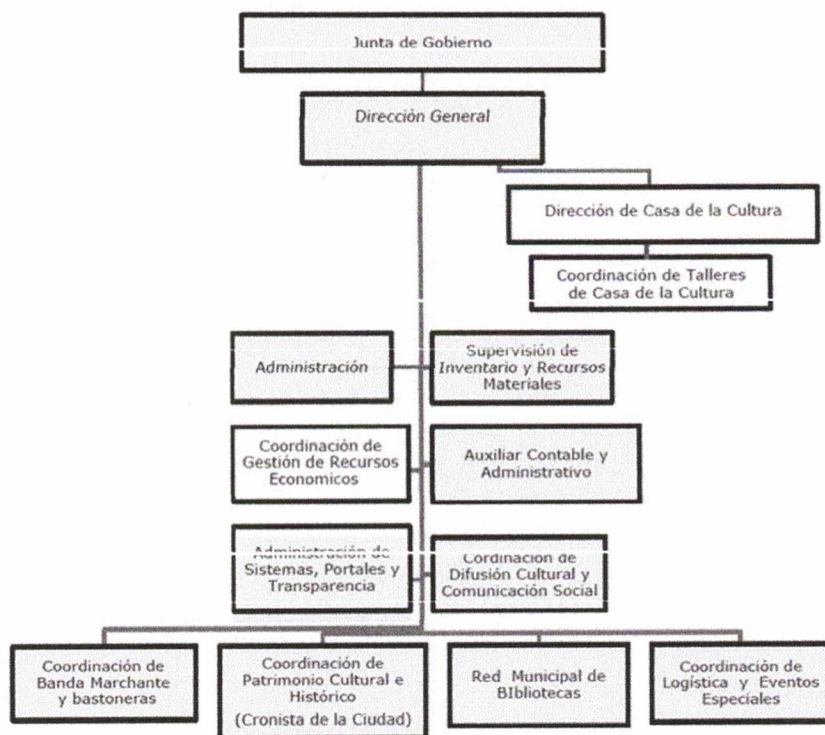 Junta de Gobierno
Dirección General
Dirección de Casa de la Cultura
Coordinación de Talleres
de Casa de la Cultura
Administración
Supervisión de
Inventario y Recursos
Materiales
Coordinación de
Gestión de Recursos
Economicos
Auxiliar Contable y
Administrativo
Administración de
Sistemas, Portales y
Transparencia
Cordinación de
Difusión Cultural y
Comunicación Social
Coordinación de
Banda Marchante
y bastoneras
Coordinación de
Patrimonio Cultural e
Histórico
(Cronista de la Ciudad)
Red Municipal de
BIbliotecas
Coordinación de
Logística y Eventos
Especiales